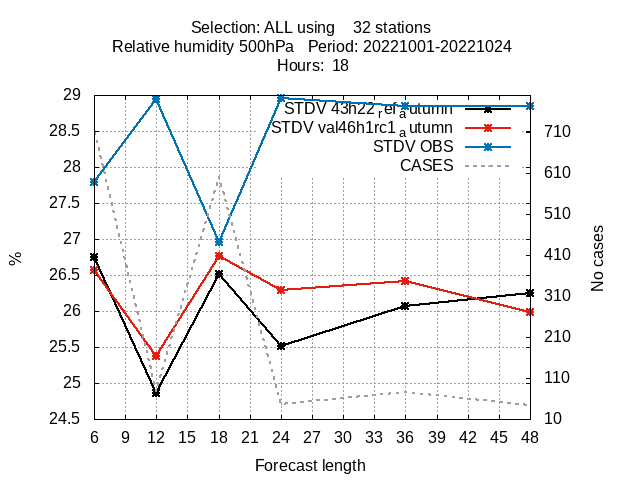 Selection: ALL using 32 stations
Relative humidity 500hPa Period: 20221001-20221024
Hours: 18
29
28.5
28
27.5
27
26.5
26
25.5
25
24.5
%
STDV 43h22_ref_autumn
STDV val46h1rc1_autumn
STDV OBS
CASES
710
610
510
410
310
210
110
10
No cases
6 9 12 15 18 21 24 27 30 33 36 39 42 45 48
Forecast length